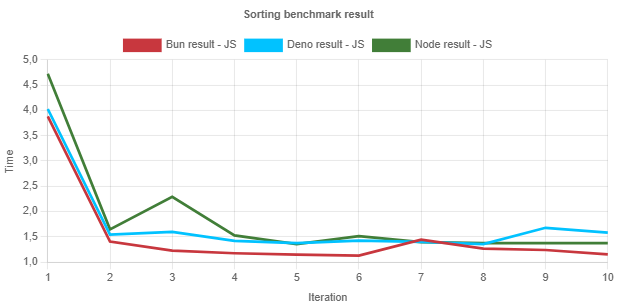 Sorting benchmark result
Bun result - JS Deno result - JS Node result - JS
5,0
4,5
4,0
3,5
3,0
2,5
2,0
1,5
1,0
Time
1 2 3 4 5 6 7 8 9 10
Iteration